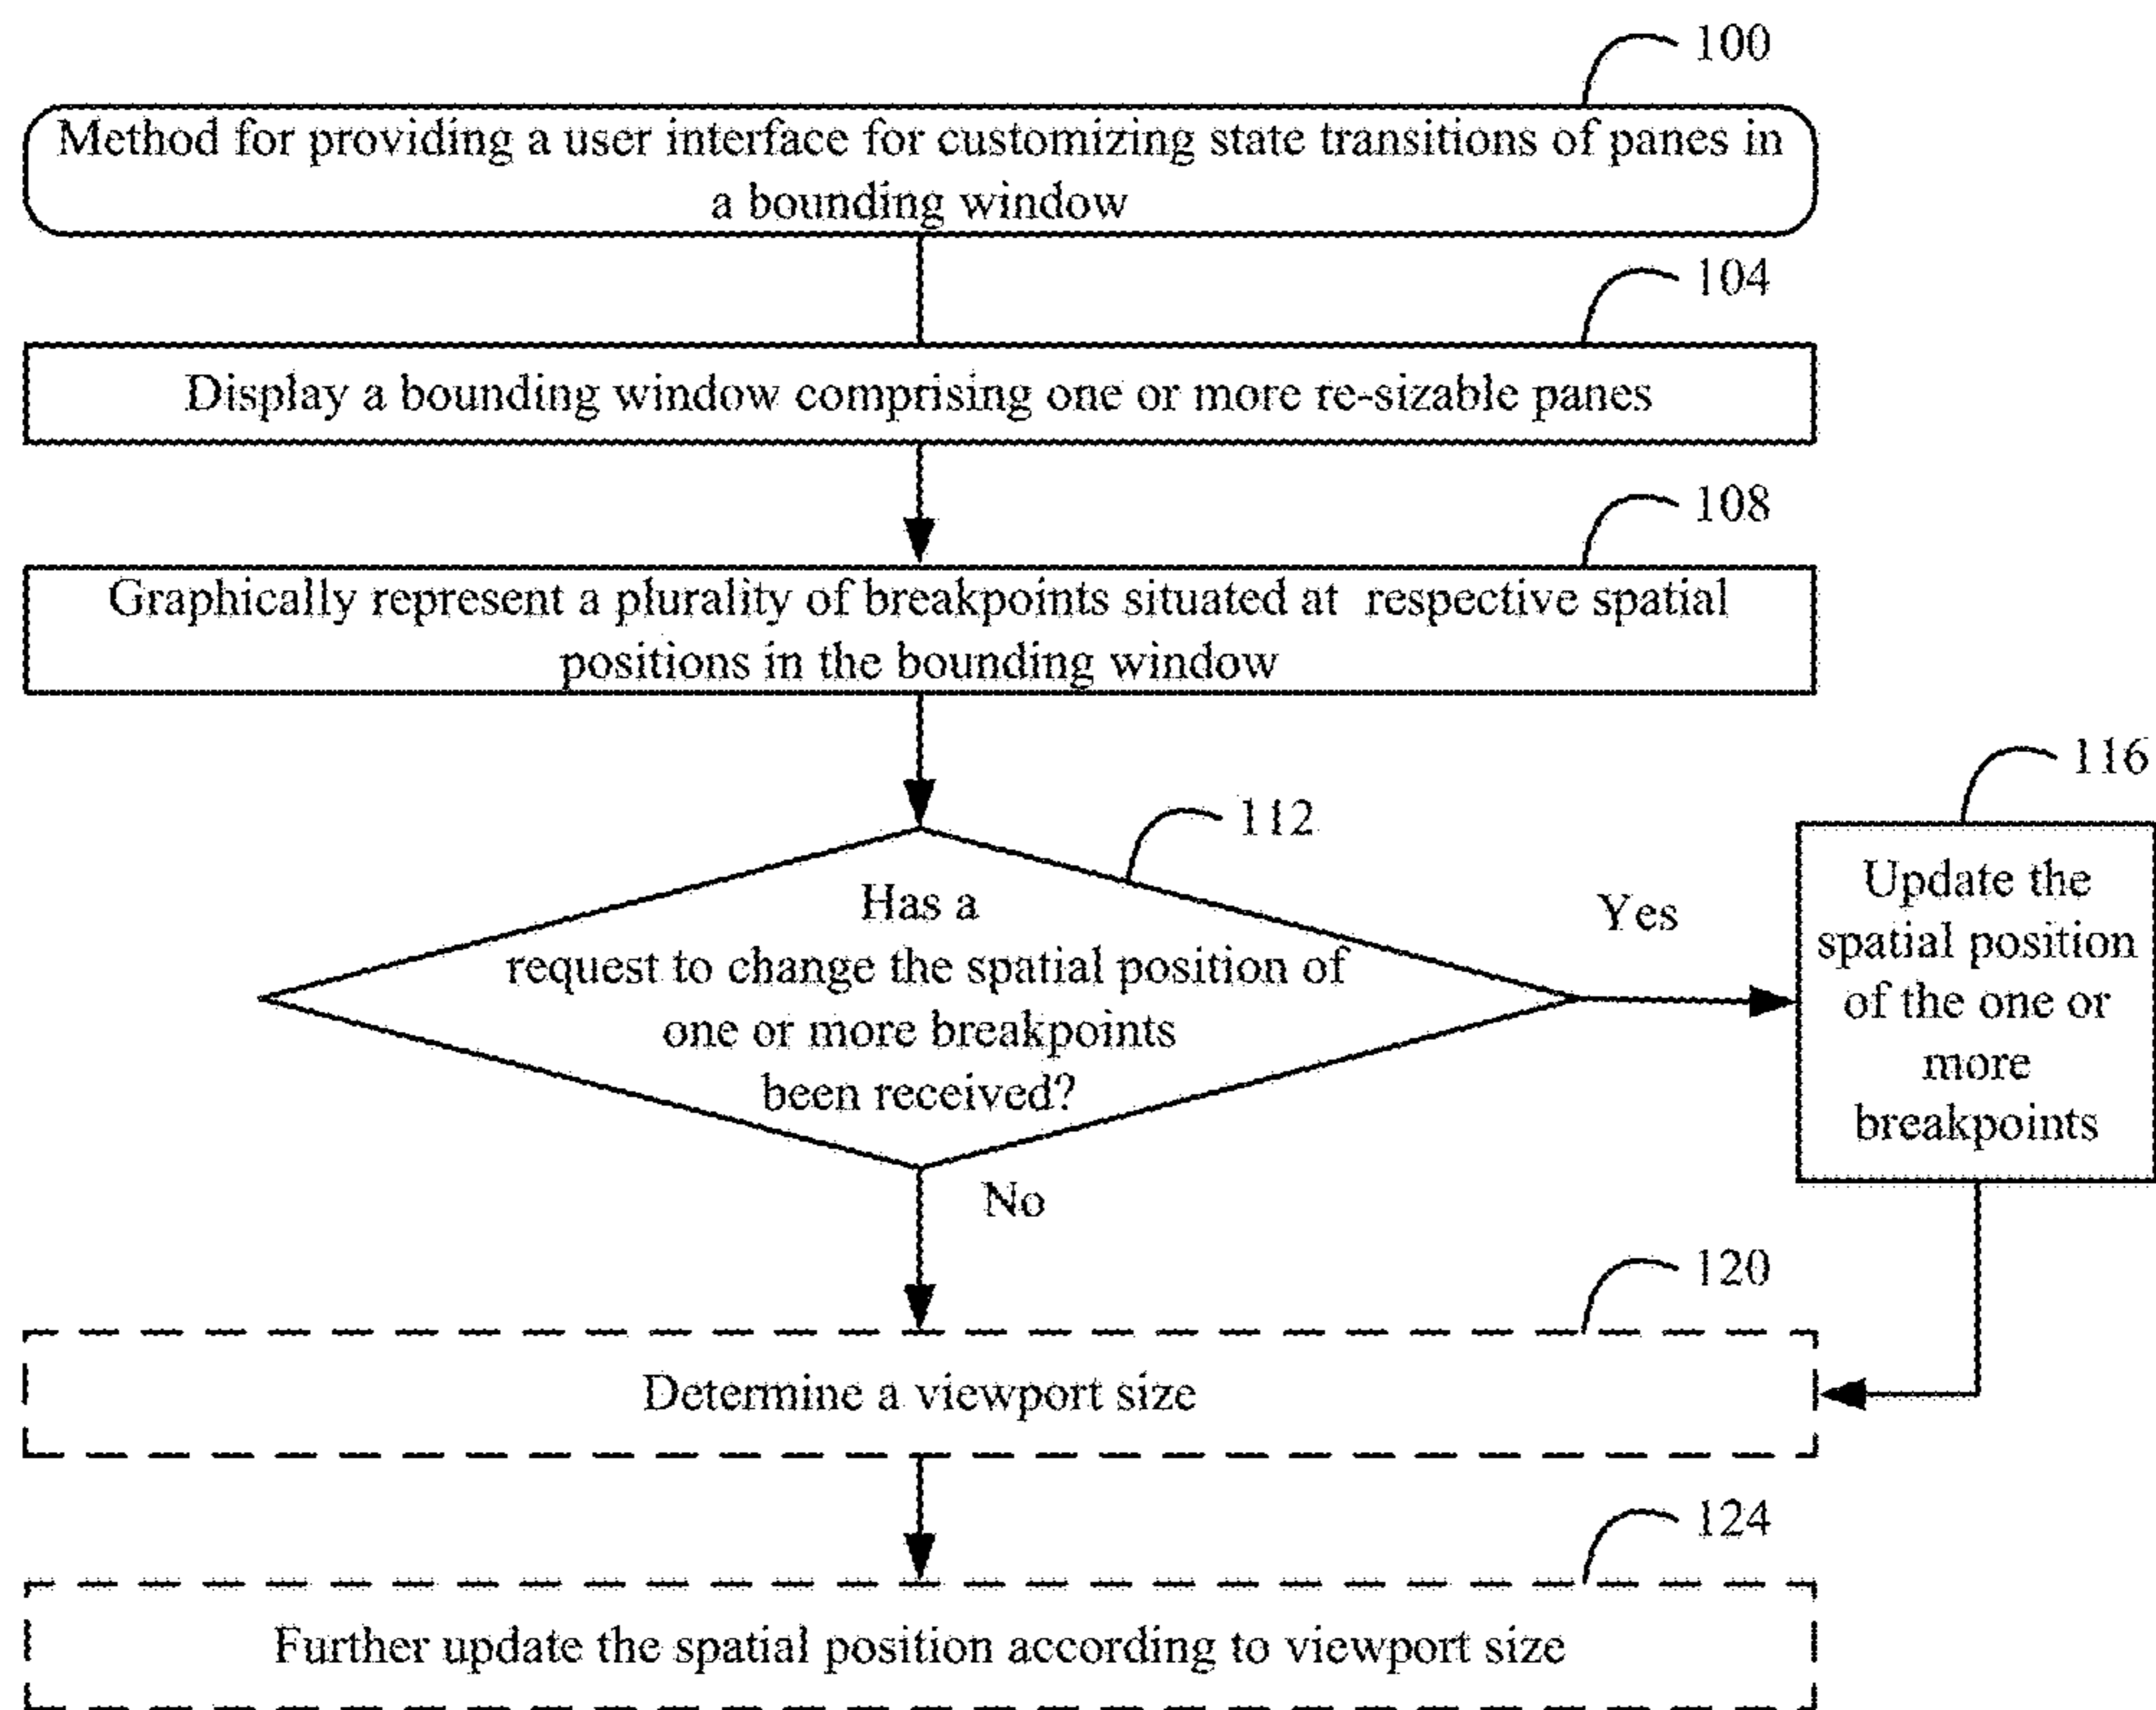 100
Method for providing a user interface for customizing state transitions of panes in
a bounding window
104
Display a bounding window comprising one or more re-sizable panes
108
Graphically represent a plurality of breakpoints situated at respective spatial
positions in the bounding window
112
Has a
request to change the spatial position of
one or more breakpoints
been received?
Yes
116
Update the
spatial position
of the one or
more
breakpoints
No
120
Determine a viewport size
124
Further update the spatial position according to viewport size